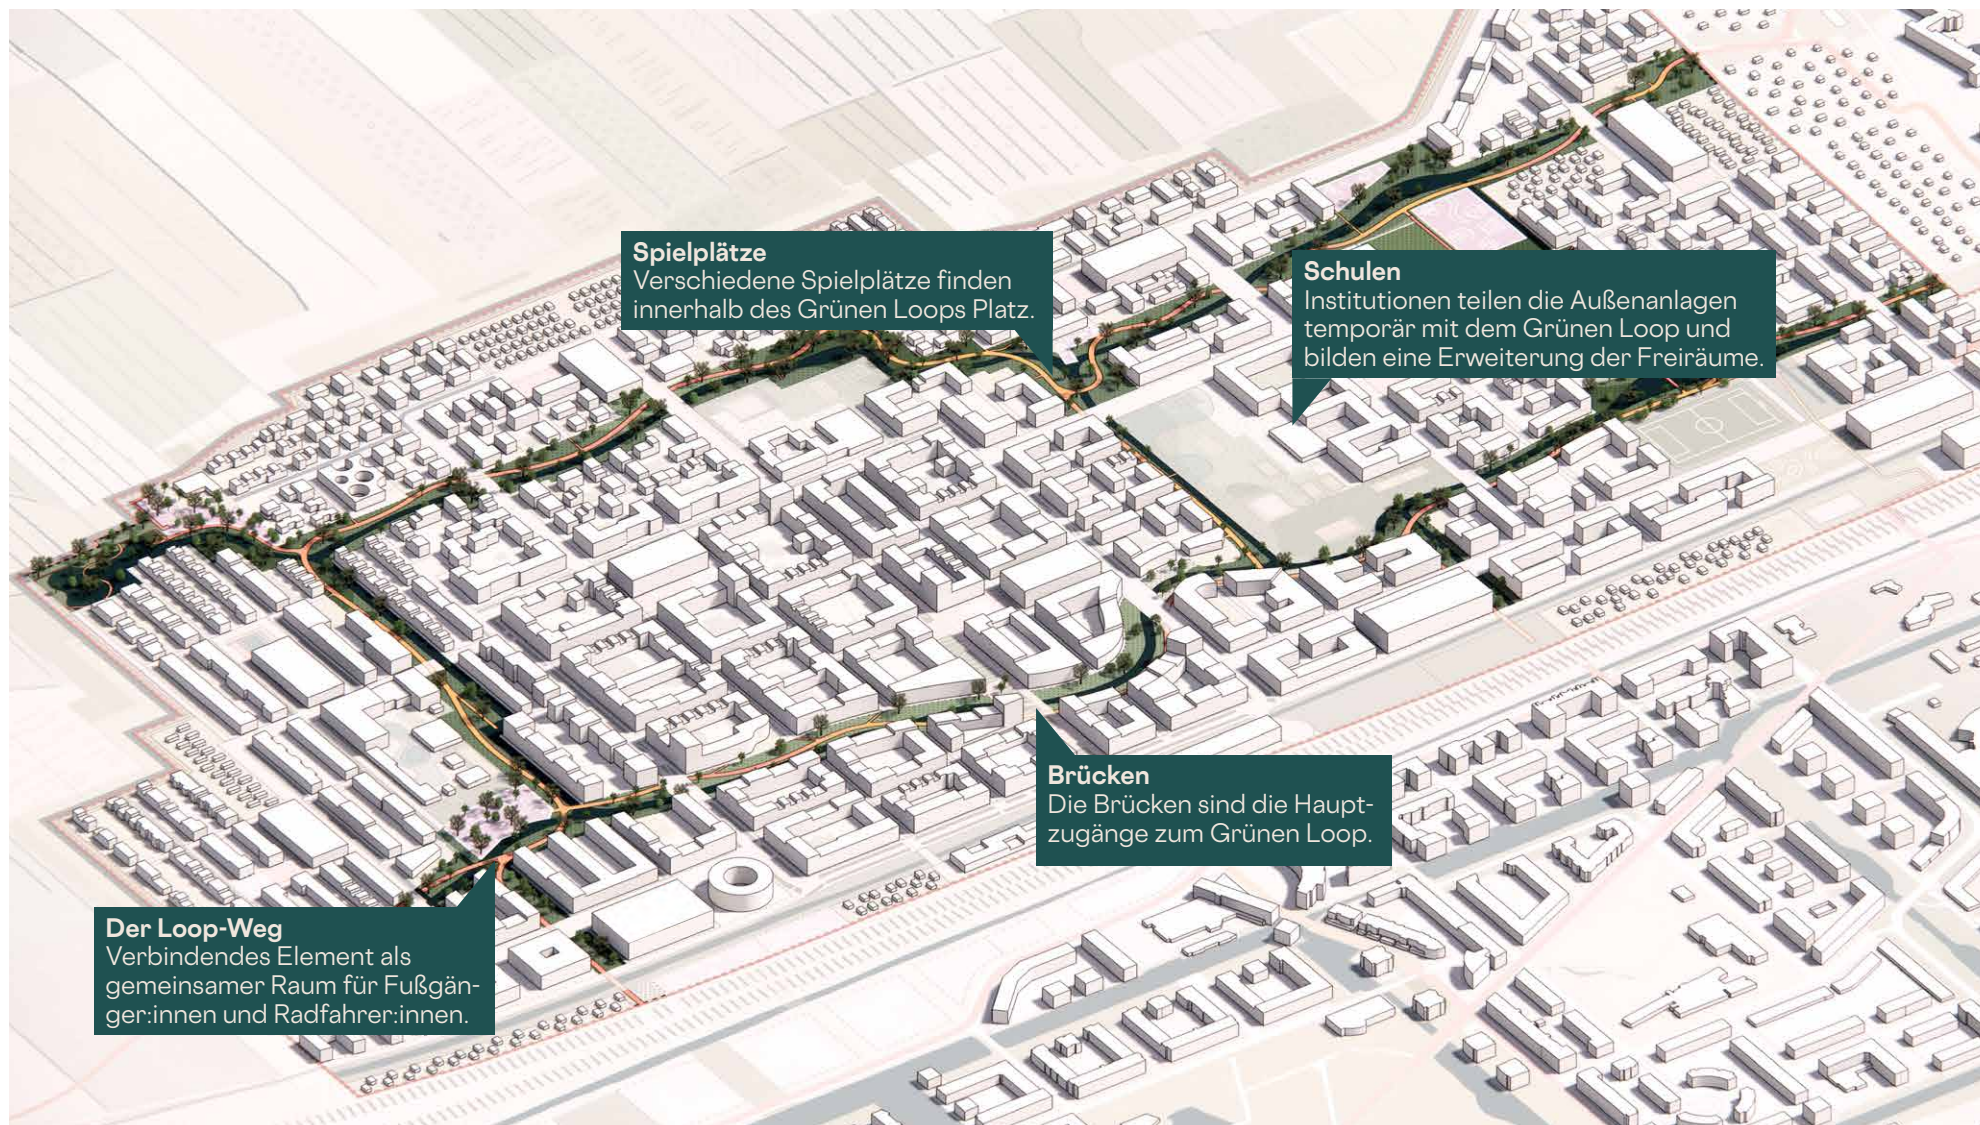 Spielplätze
Verschiedene Spielplätze finden
innerhalb des Grünen Loops Platz.
Schulen
Institutionen teilen die Außenanlagen
temporär mit dem Grünen Loop und
bilden eine Erweiterung der Freiräume.
Brücken
Die Brücken sind die Haupt-
zugänge zum Grünen Loop.
Der Loop-Weg
Verbindendes Element als
gemeinsamer Raum für Fußgän-
ger:innen und Radfahrer:innen.